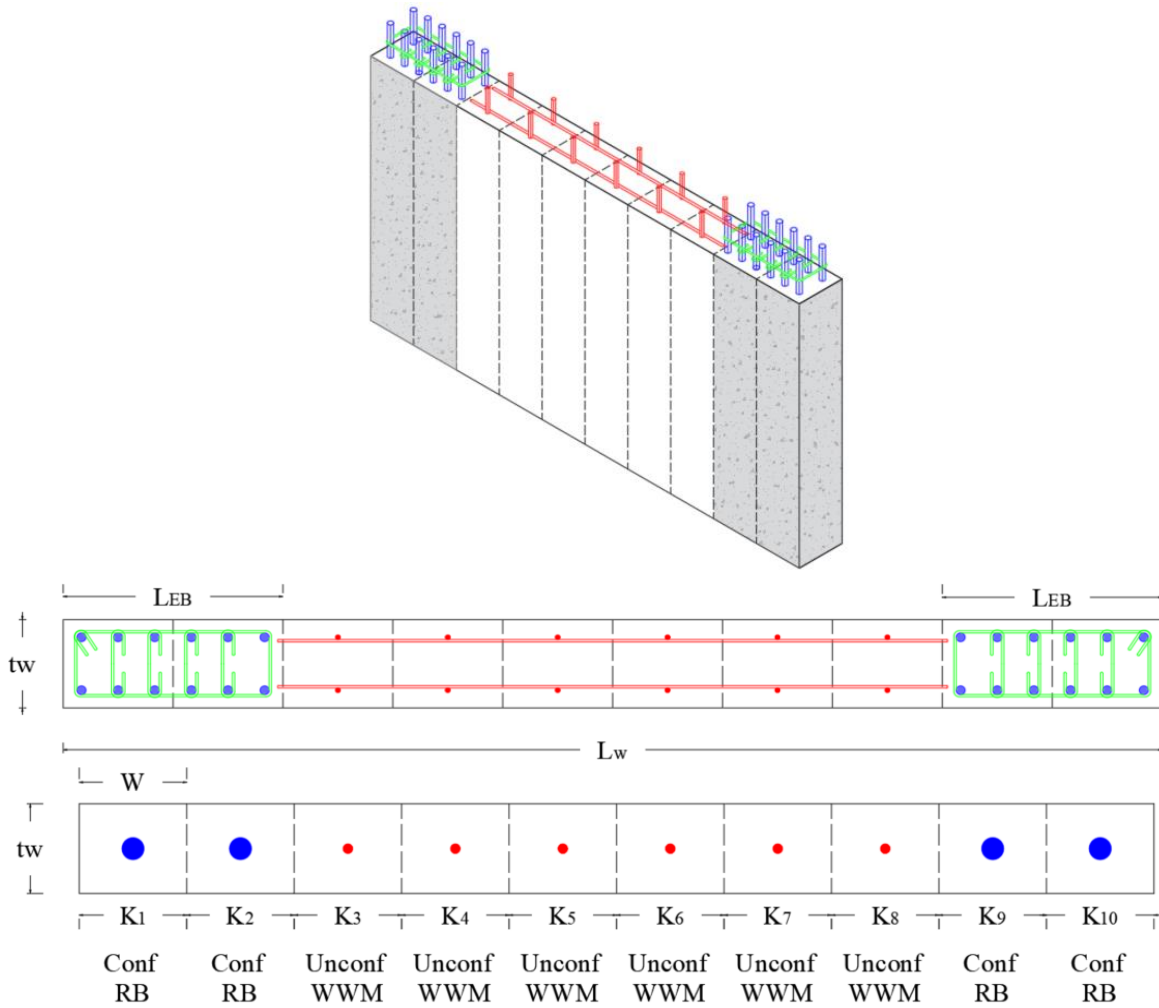 LEB LEB
tw
Lw
W
tw
K1 K2 K3 K4 K5 K6 K7 K8 K9 K10
Conf Conf Unconf Unconf Unconf Unconf Unconf Unconf Conf Conf
RB RB WWM WWM WWM WWM WWM WWM RB RB